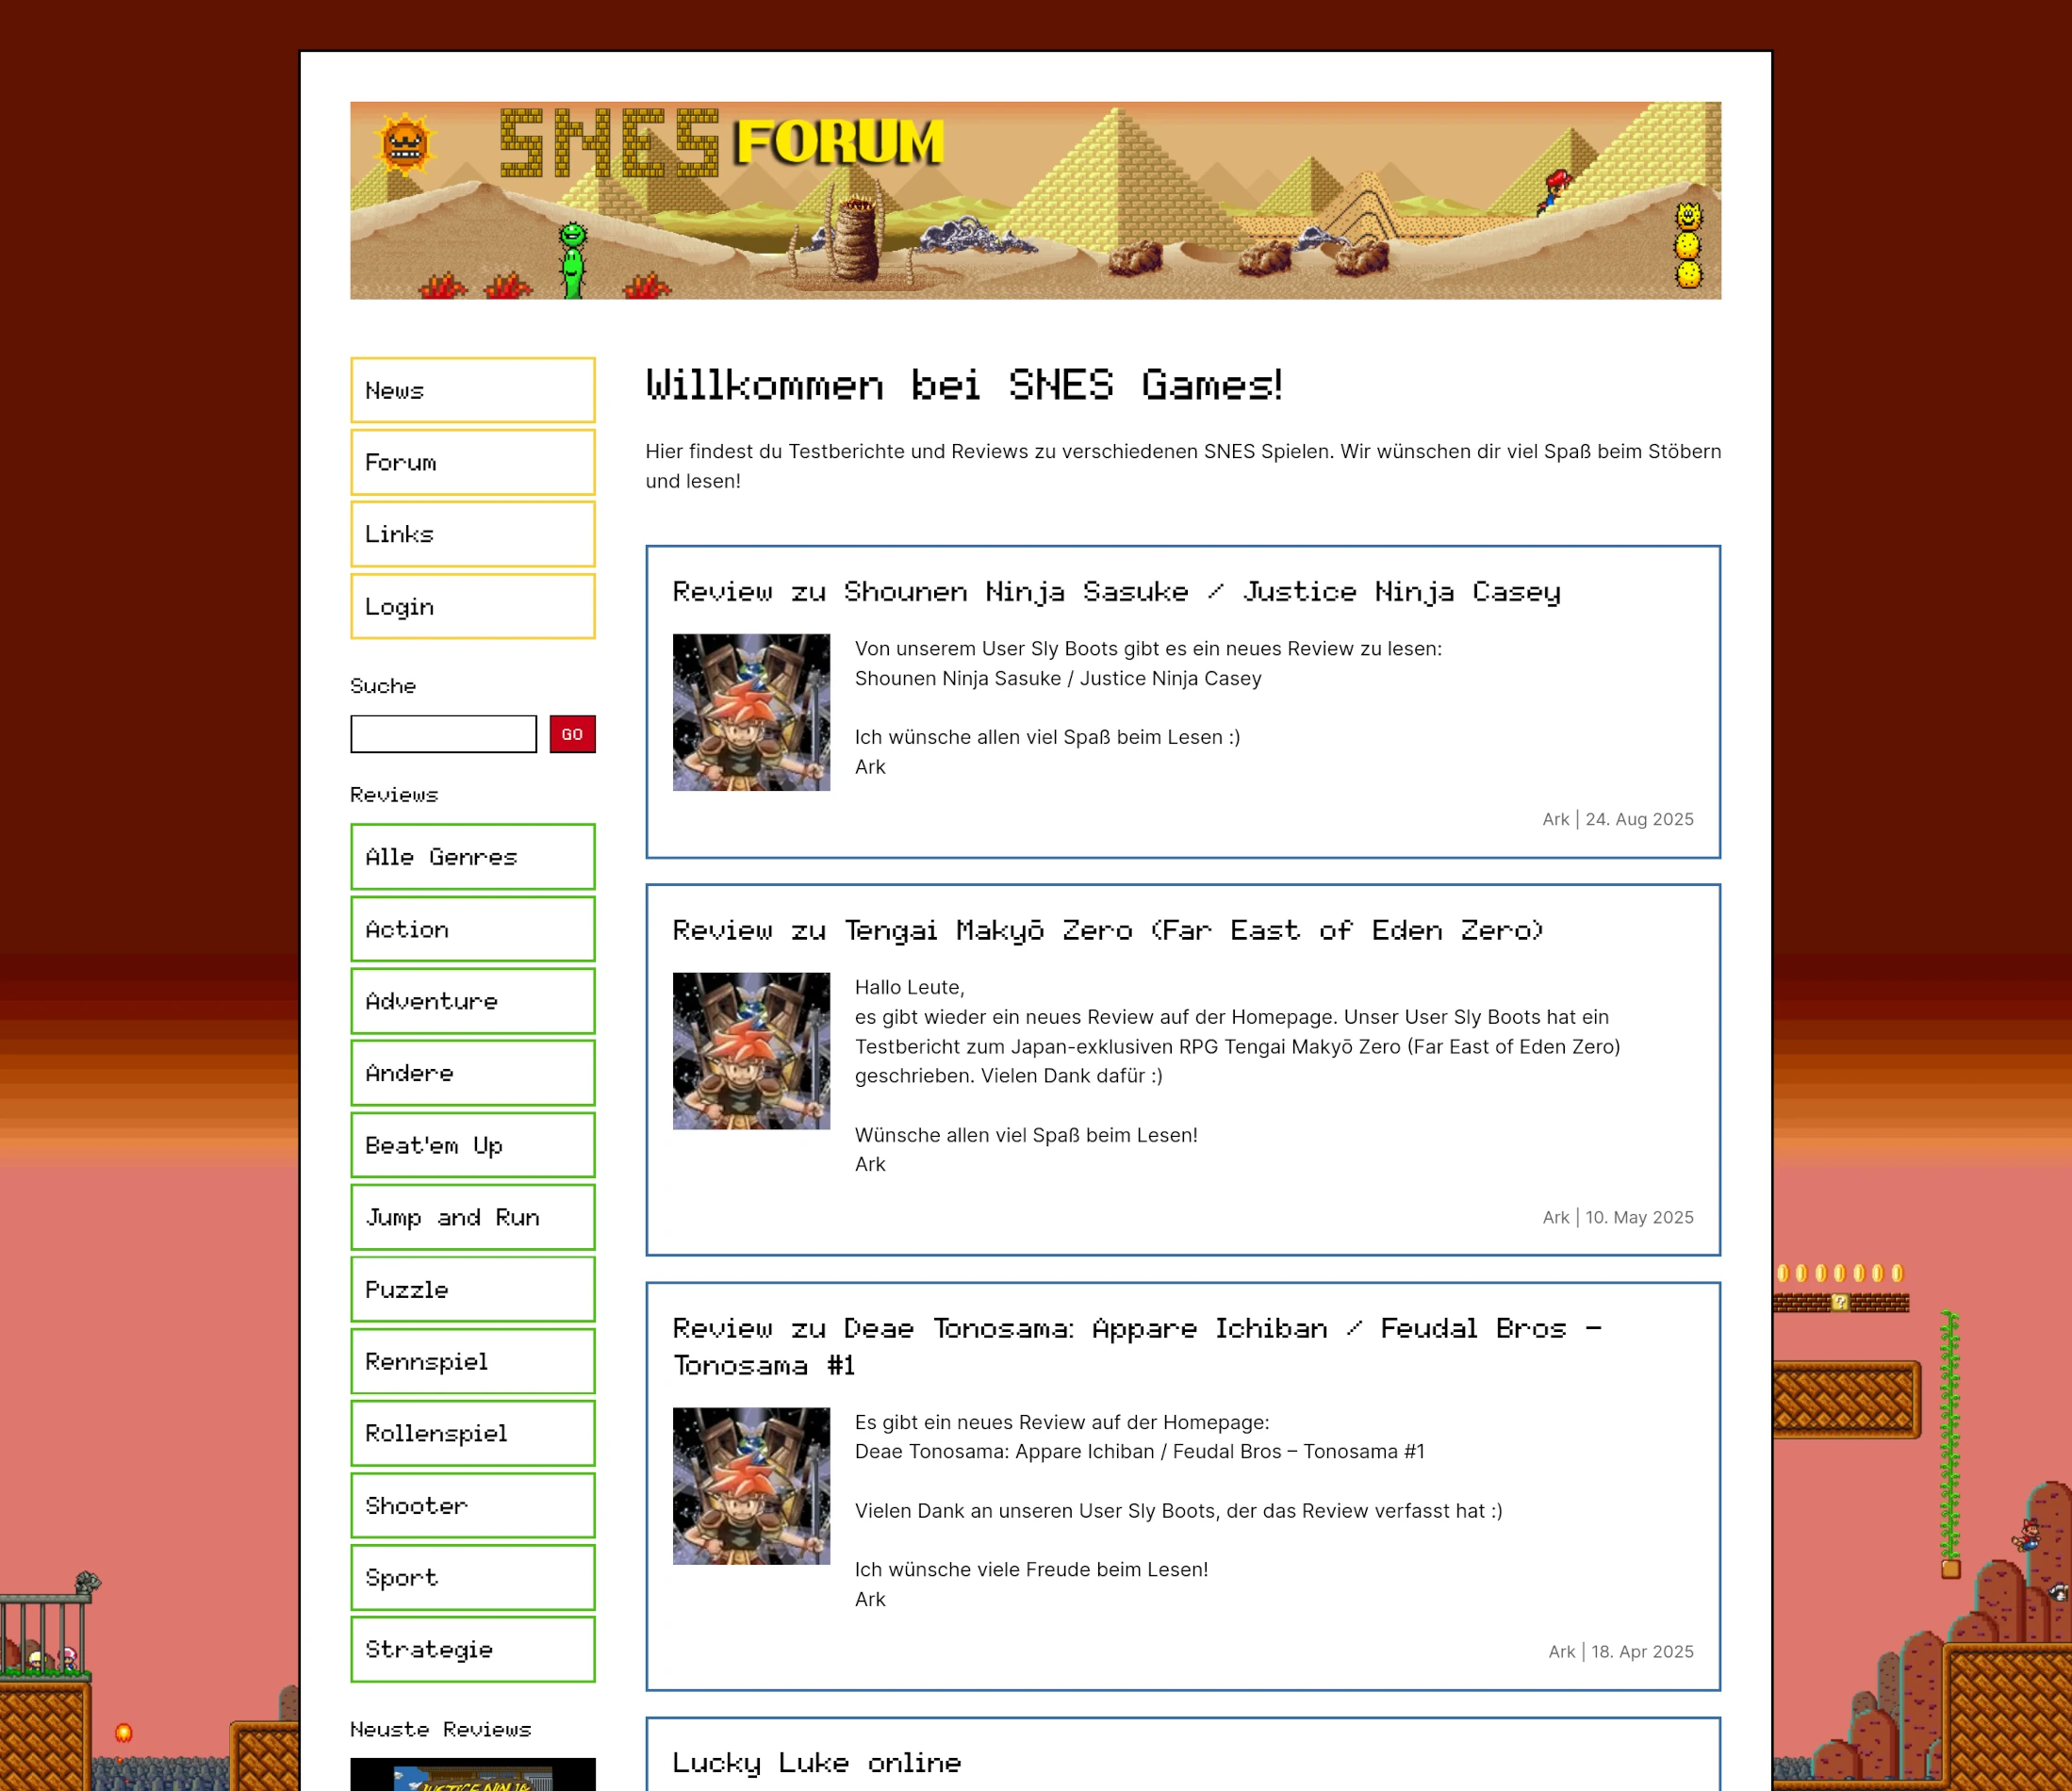 SNES FORUM
News
Forum
Links
Login
Suche
GO
Reviews
Alle Genres
Action
Adventure
Andere
Beat'em Up
Jump and Run
Puzzle
Rennspiel
Rollenspiel
Shooter
Sport
Strategie
Neuste Reviews
JUSTICE NINJA
Willkommen bei SNES Games!
Hier findest du Testberichte und Reviews zu verschiedenen SNES Spielen. Wir wünschen dir viel Spaß beim Stöbern
und lesen!
Review zu Shounen Ninja Sasuke / Justice Ninja Casey
Von unserem User Sly Boots gibt es ein neues Review zu lesen:
Shounen Ninja Sasuke / Justice Ninja Casey
Ich wünsche allen viel Spaß beim Lesen :)
Ark
Ark | 24. Aug 2025
Review zu Tengai Makyō Zero (Far East of Eden Zero)
Hallo Leute,
es gibt wieder ein neues Review auf der Homepage. Unser User Sly Boots hat ein
Testbericht zum Japan-exklusiven RPG Tengai Makyō Zero (Far East of Eden Zero)
geschrieben. Vielen Dank dafür :)
Wünsche allen viel Spaß beim Lesen!
Ark
Ark | 10. May 2025
Review zu Deae Tonosama: Appare Ichiban / Feudal Bros –
Tonosama #1
Es gibt ein neues Review auf der Homepage:
Deae Tonosama: Appare Ichiban / Feudal Bros – Tonosama #1
Vielen Dank an unseren User Sly Boots, der das Review verfasst hat :)
Ich wünsche viele Freude beim Lesen!
Ark
Ark | 18. Apr 2025
Lucky Luke online
?